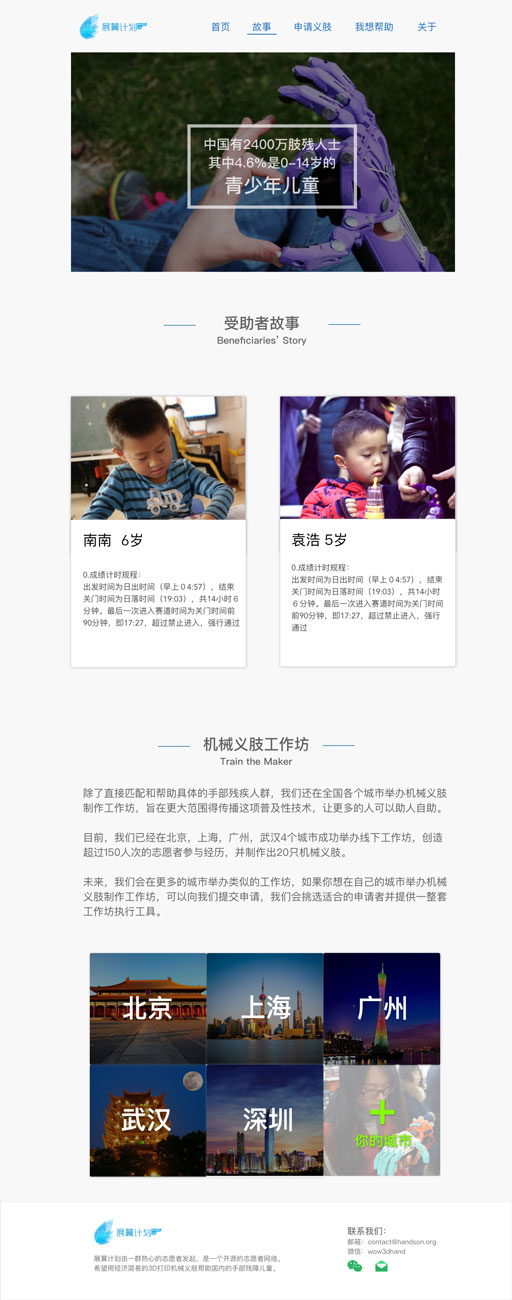 展翼计划
首页 故事 申请义肢 我想帮助 关于
中国有2400万肢残人士
其中4.6%是0-14岁的
青少年儿童
受助者故事
Beneficiaries' Story
南南 6岁
0.成绩计时规程：
出发时间为日出时间（早上０4:57），结束
关门时间为日落时间（19:03），共14小时６
分钟。最后一次进入赛道时间为关门时间前
90分钟，即17:27，超过禁止进入，强行通过
袁浩 5岁
0.成绩计时规程：
出发时间为日出时间（早上０4:57），结束
关门时间为日落时间（19:03），共14小时
６分钟。最后一次进入赛道时间为关门时间
前90分钟，即17:27，超过禁止进入，强行
通过
机械义肢工作坊
Train the Maker
除了直接匹配和帮助具体的手部残疾人群，我们还在全国各个城市举办机械义肢
制作工作坊，旨在更大范围得传播这项普及性技术，让更多的人可以助人自助。
目前，我们已经在北京，上海，广州，武汉4个城市成功举办线下工作坊，创造
超过150人次的志愿者参与经历，并制作出20只机械义肢。
未来，我们会在更多的城市举办类似的工作坊，如果你想在自己的城市举办机械
义肢制作工作坊，可以向我们提交申请，我们会挑选适合的申请者并提供一整套
工作坊执行工具。
北京 上海 广州
武汉 深圳 +
你的城市
展翼计划
展翼计划由一群热心的志愿者发起，是一个开源的志愿者网络，
希望用经济简易的3D打印机械义肢帮助国内的手部残障儿童。
联系我们：
邮箱：contact@handson.org
微信：wow3dhand